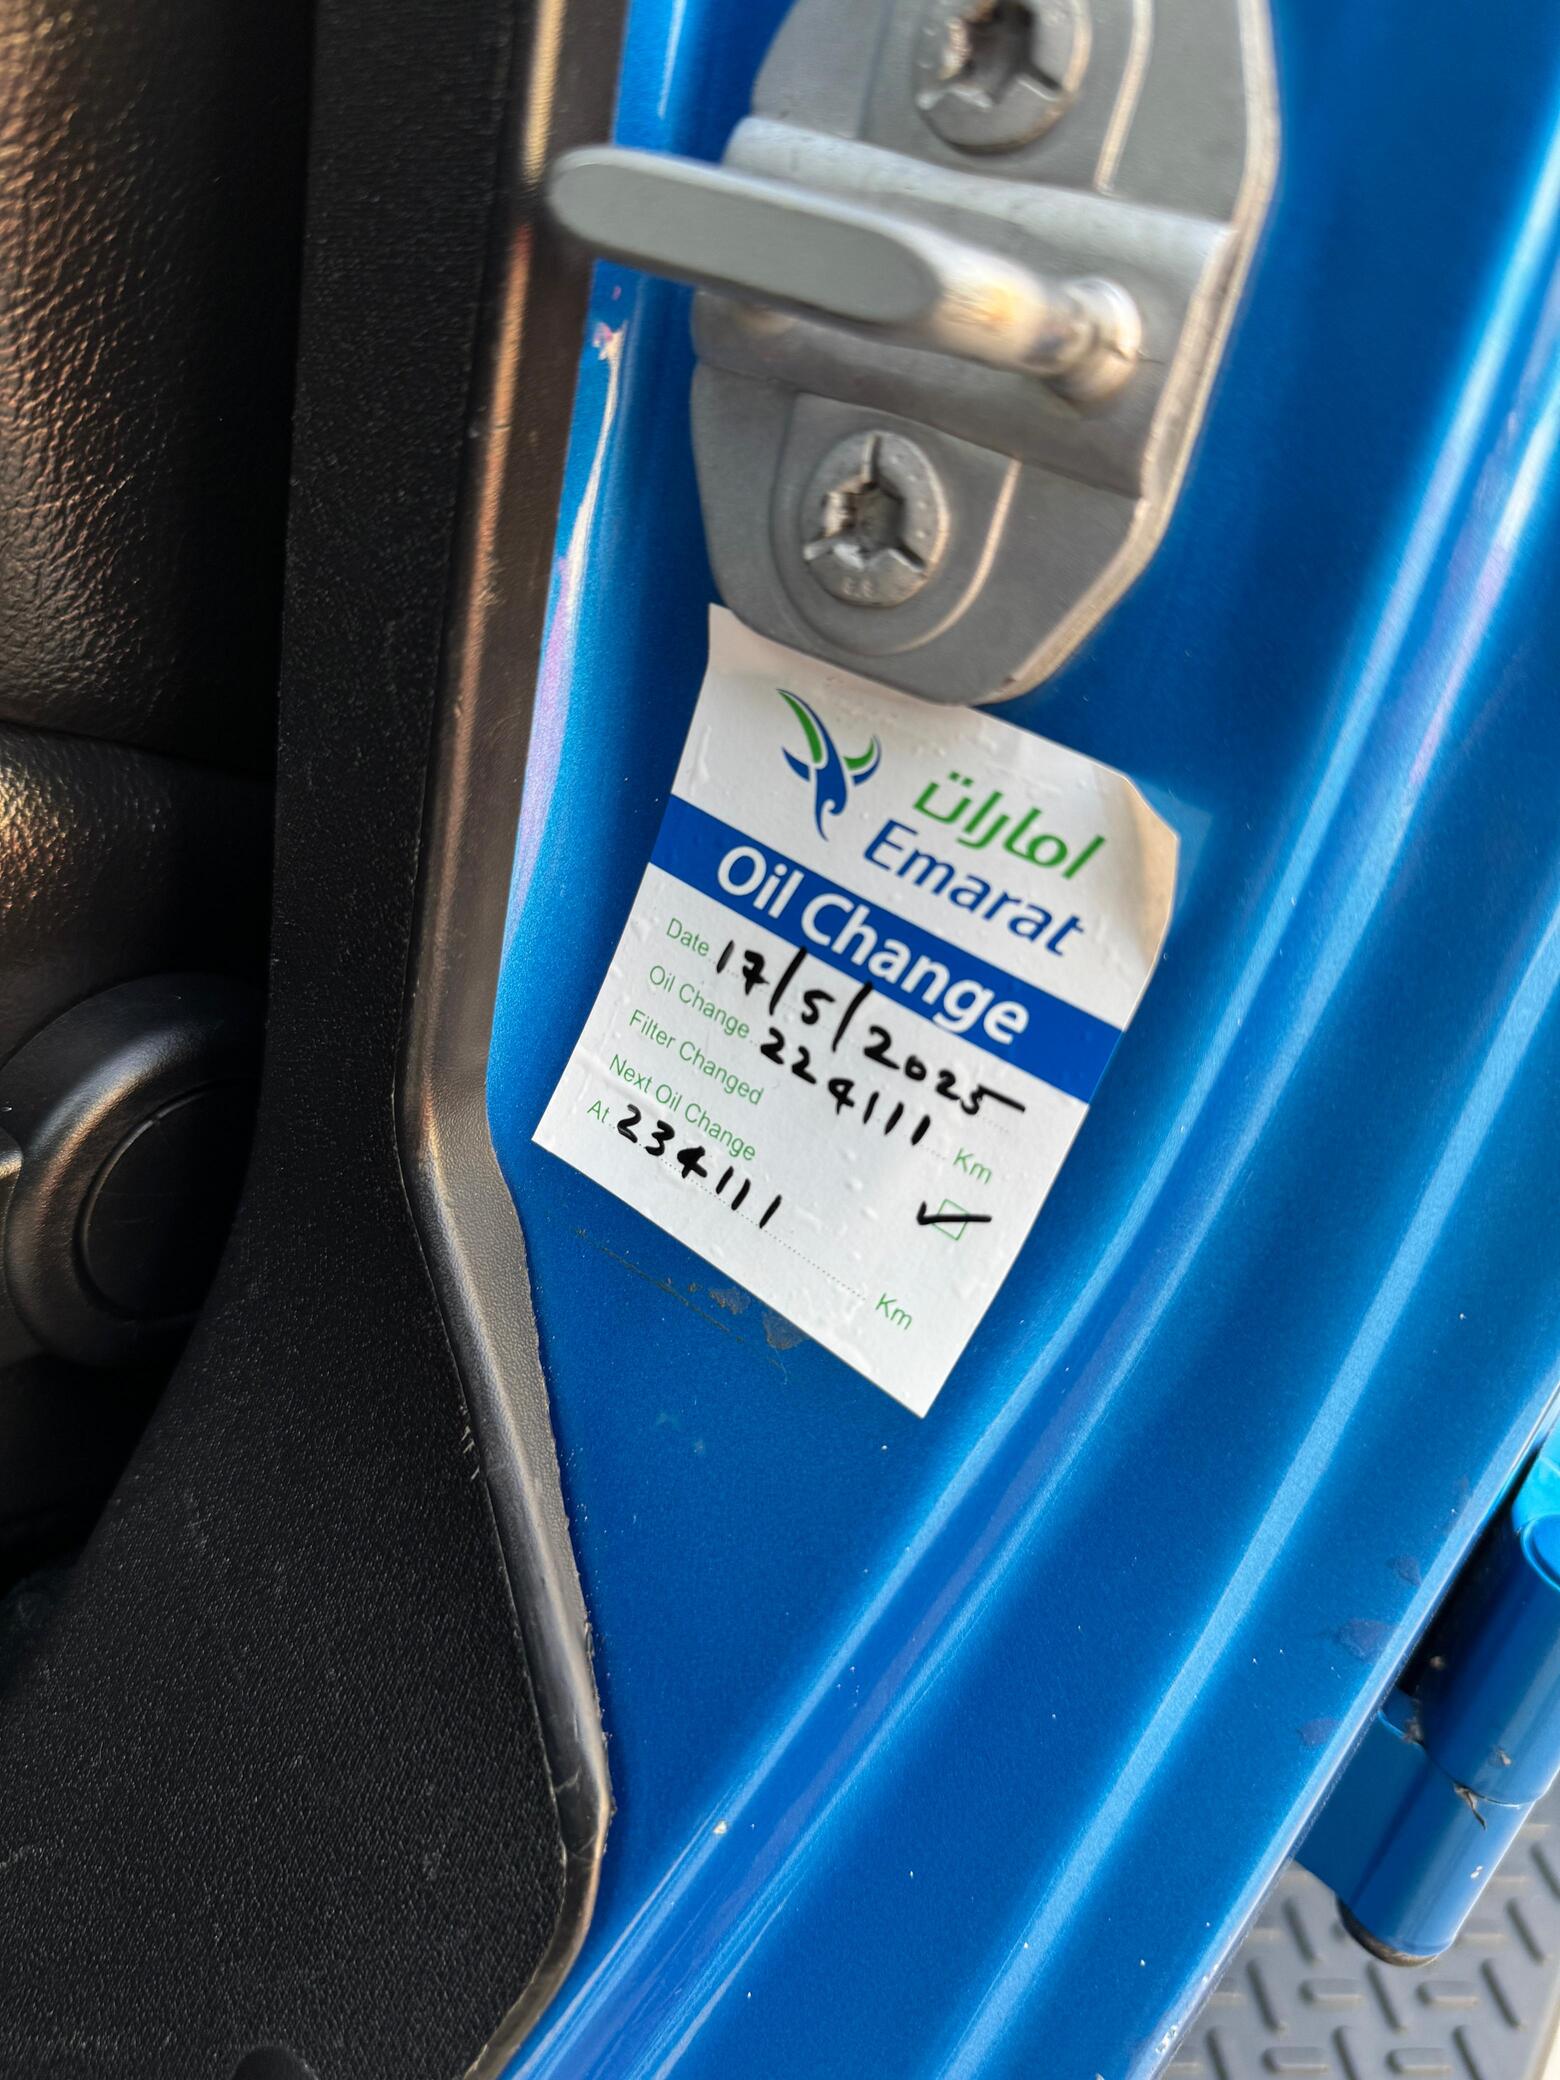 امارات
Emarat
Oil Change
Date 17/5/2025
Oil Change 224111 Km
Filter Changed ✓
Next Oil Change
At 234111 Km